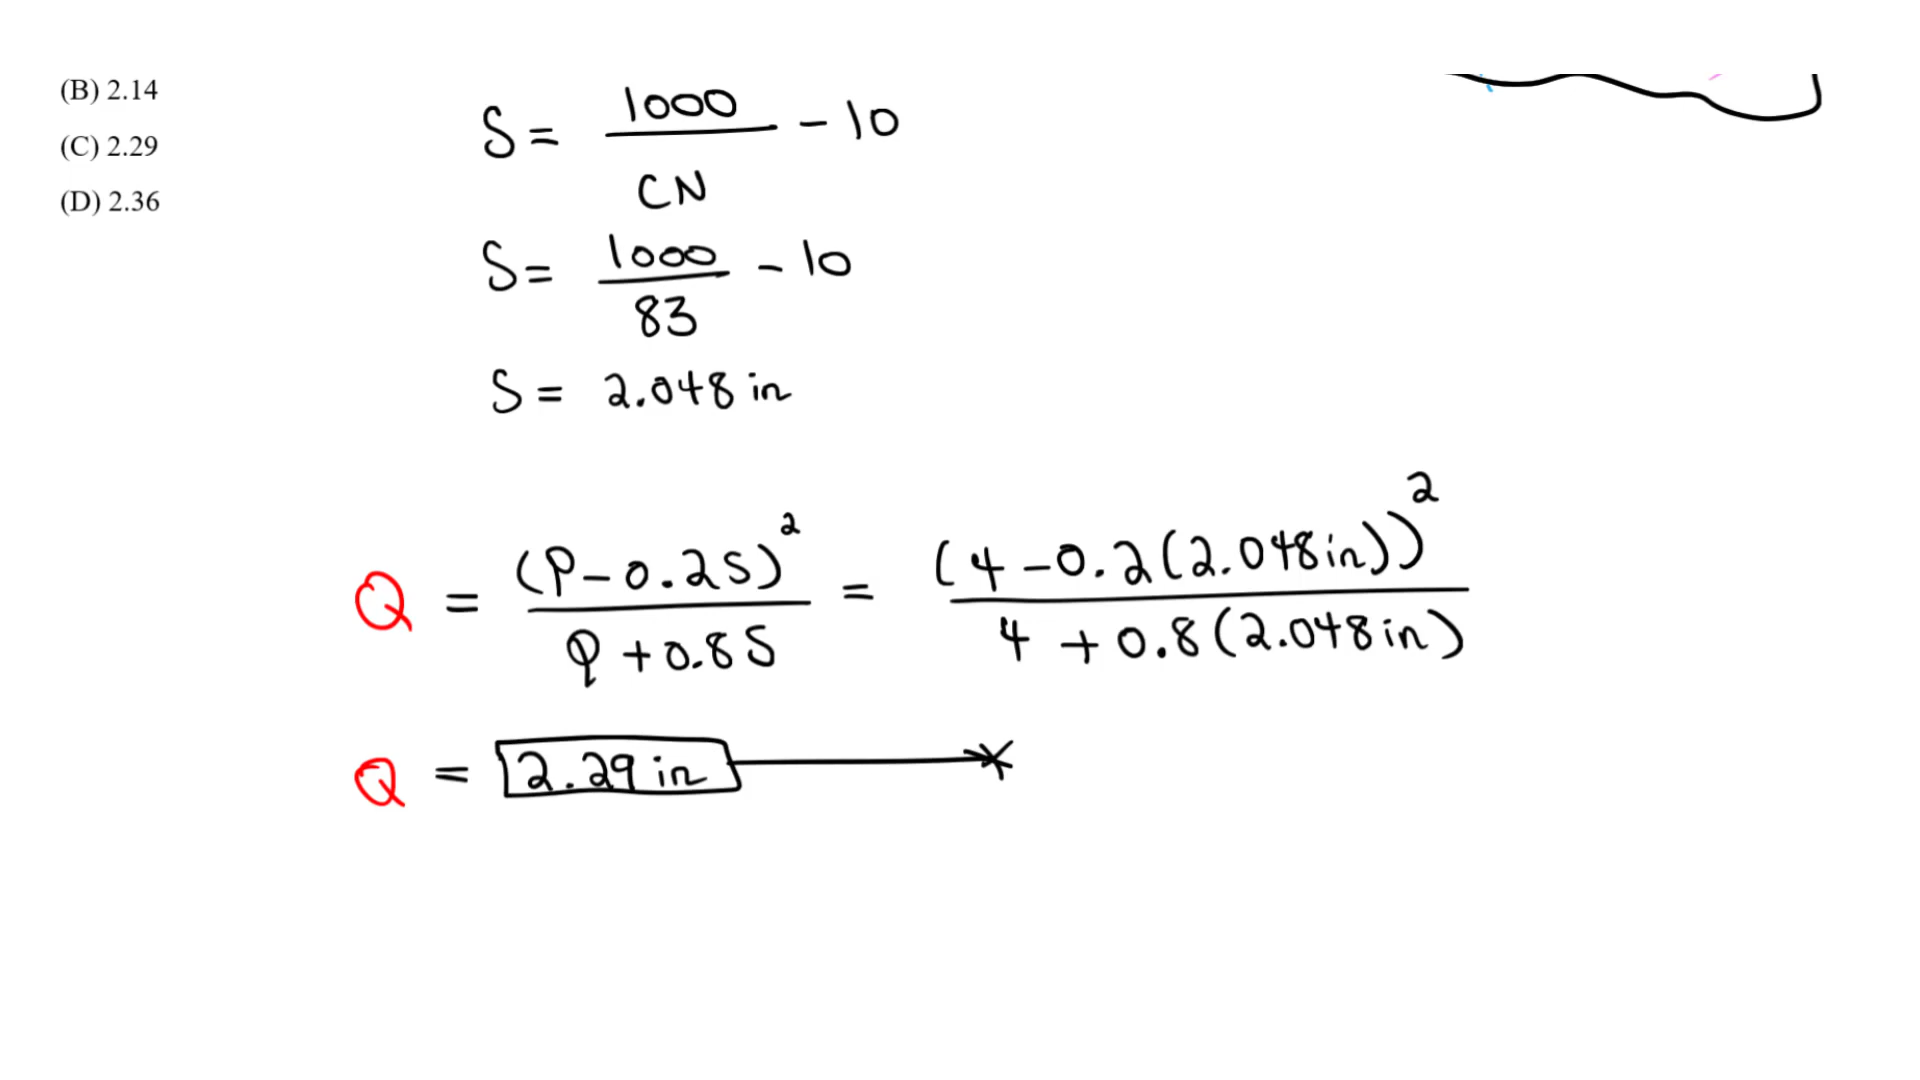 (B) 2.14
(C) 2.29
(D) 2.36
S = 1000/CN - 10
S = 1000/83 - 10
S = 2.048 in
Q = (P - 0.2S)² / P + 0.8S = (4 - 0.2(2.048in))² / 4 + 0.8(2.048in)
Q = 2.29 in